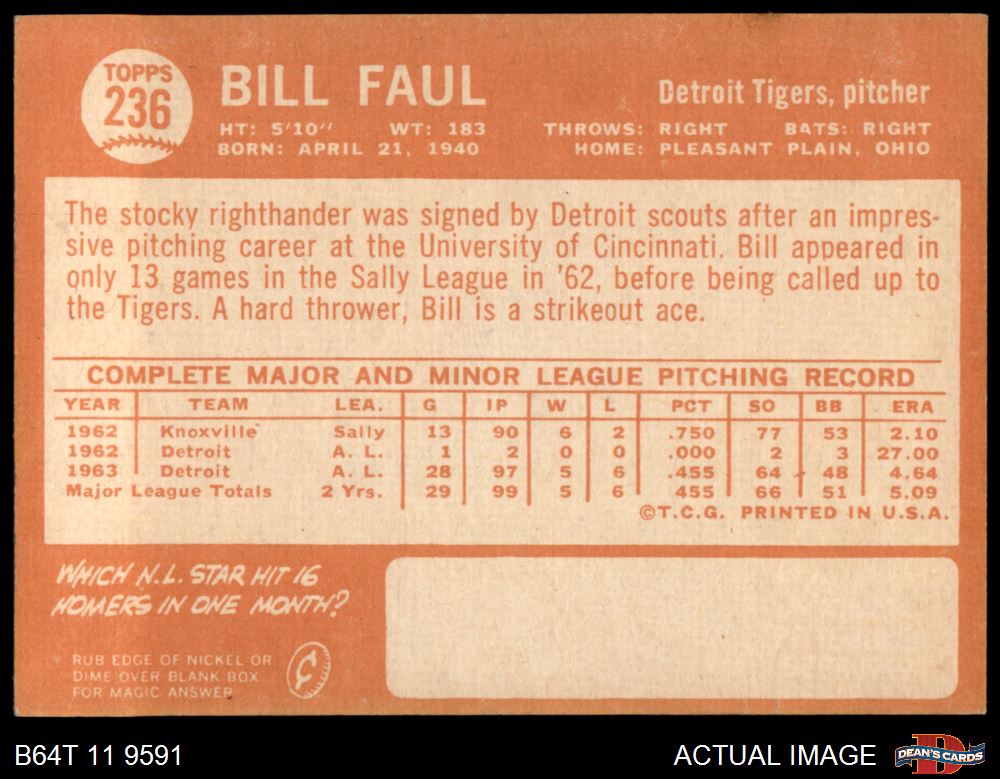 TOPPS
236
BILL FAUL
Detroit Tigers, pitcher
HT: 5'10" WT: 183 THROWS: RIGHT BATS: RIGHT
BORN: APRIL 21, 1940 HOME: PLEASANT PLAIN, OHIO
The stocky righthander was signed by Detroit scouts after an impres-
sive pitching career at the University of Cincinnati. Bill appeared in
only 13 games in the Sally League in '62, before being called up to
the Tigers. A hard thrower, Bill is a strikeout ace.
COMPLETE MAJOR AND MINOR LEAGUE PITCHING RECORD
YEAR TEAM LEA. G IP W L PCT SO BB ERA
1962 Knoxville Sally 13 90 6 2 .750 77 53 2.10
1962 Detroit A. L. 1 2 0 0 .000 2 3 27.00
1963 Detroit A. L. 28 97 5 6 .455 64 48 4.64
Major League Totals 2 Yrs. 29 99 5 6 .455 66 51 5.09
©T.C.G. PRINTED IN U.S.A.
WHICH N.L. STAR HIT 16
HOMERS IN ONE MONTH?
RUB EDGE OF NICKEL OR
DIME OVER BLANK BOX
FOR MAGIC ANSWER
¢
B64T 11 9591
ACTUAL IMAGE
D
DEAN'S CARDS